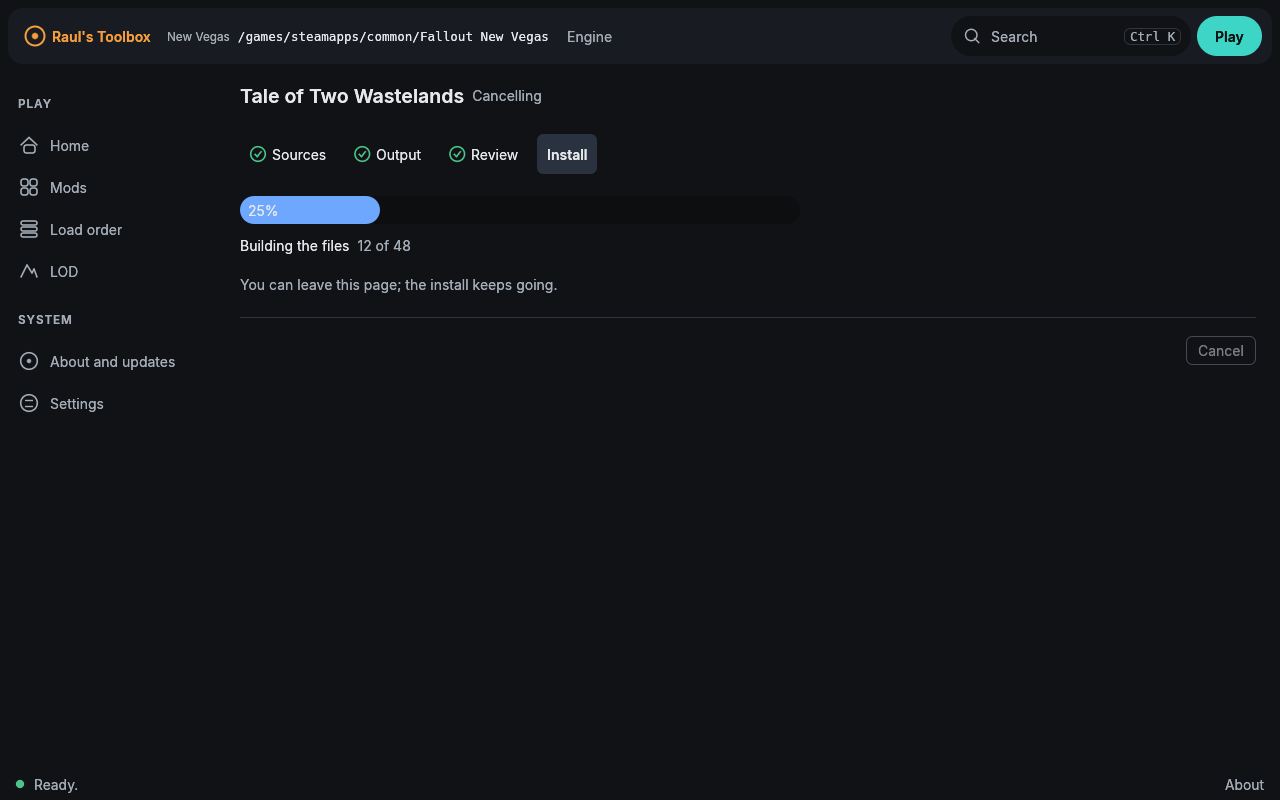 Raul's Toolbox New Vegas /games/steamapps/common/Fallout New Vegas Engine Search Ctrl K Play
PLAY
Home
Mods
Load order
LOD
SYSTEM
About and updates
Settings
Tale of Two Wastelands Cancelling
Sources Output Review Install
25%
Building the files 12 of 48
You can leave this page; the install keeps going.
Cancel
Ready. About